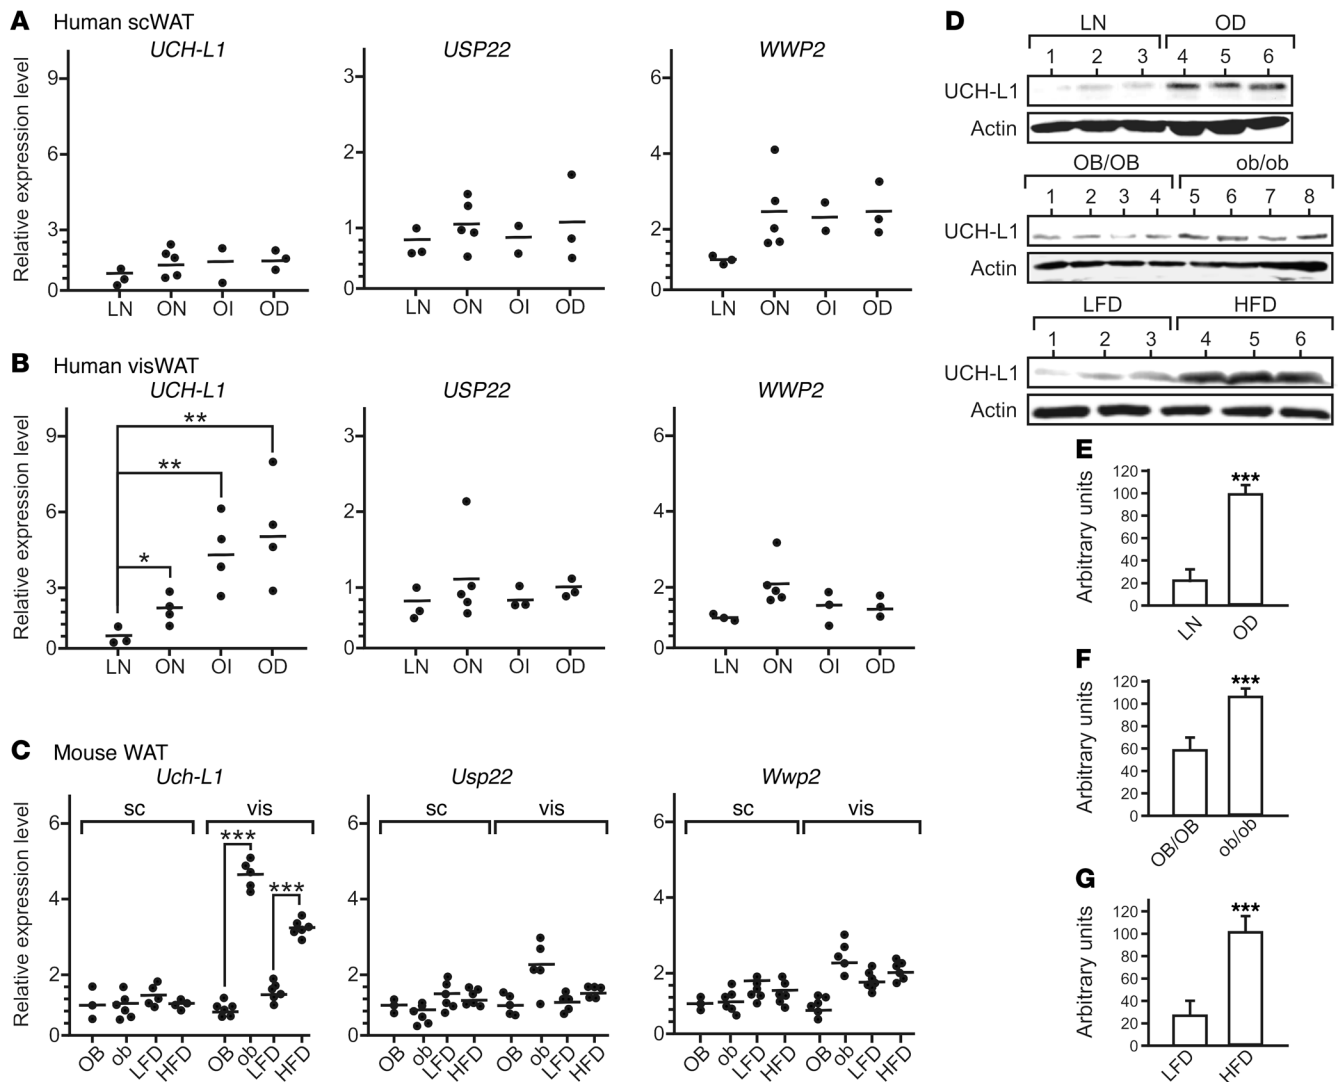 A Human scWAT
UCH-L1
USP22
WWP2
Relative expression level
9
6
3
0
LN ON OI OD
3
2
1
0
LN ON OI OD
6
4
2
0
LN ON OI OD
B Human visWAT
UCH-L1
USP22
WWP2
Relative expression level
9
6
3
0
**
**
*
LN ON OI OD
3
2
1
0
LN ON OI OD
6
4
2
0
LN ON OI OD
C Mouse WAT
Uch-L1
Usp22
Wwp2
Relative expression level
sc vis
6
4
2
0
***
***
OB ob LFD HFD OB ob LFD HFD
sc vis
6
4
2
0
OB ob LFD HFD OB ob LFD HFD
sc vis
6
4
2
0
OB ob LFD HFD OB ob LFD HFD
D
LN OD
1 2 3 4 5 6
UCH-L1
Actin
OB/OB ob/ob
1 2 3 4 5 6 7 8
UCH-L1
Actin
LFD HFD
1 2 3 4 5 6
UCH-L1
Actin
E
Arbitrary units
120
100
80
60
40
20
0
***
LN OD
F
Arbitrary units
120
100
80
60
40
20
0
***
OB/OB ob/ob
G
Arbitrary units
120
100
80
60
40
20
0
***
LFD HFD